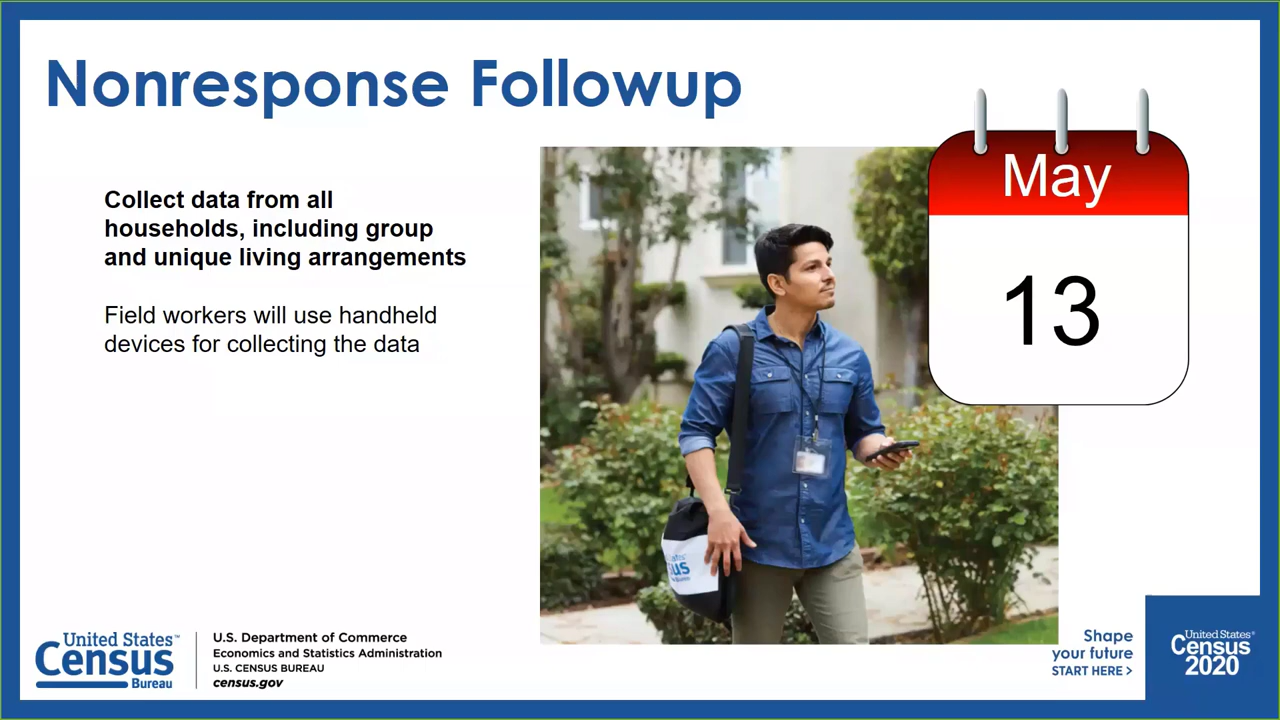 Nonresponse Followup
Collect data from all
households, including group
and unique living arrangements
Field workers will use handheld
devices for collecting the data
May
13
sus
United States™
Census
Bureau
U.S. Department of Commerce
Economics and Statistics Administration
U.S. CENSUS BUREAU
census.gov
Shape
your future
START HERE >
United States®
Census
2020